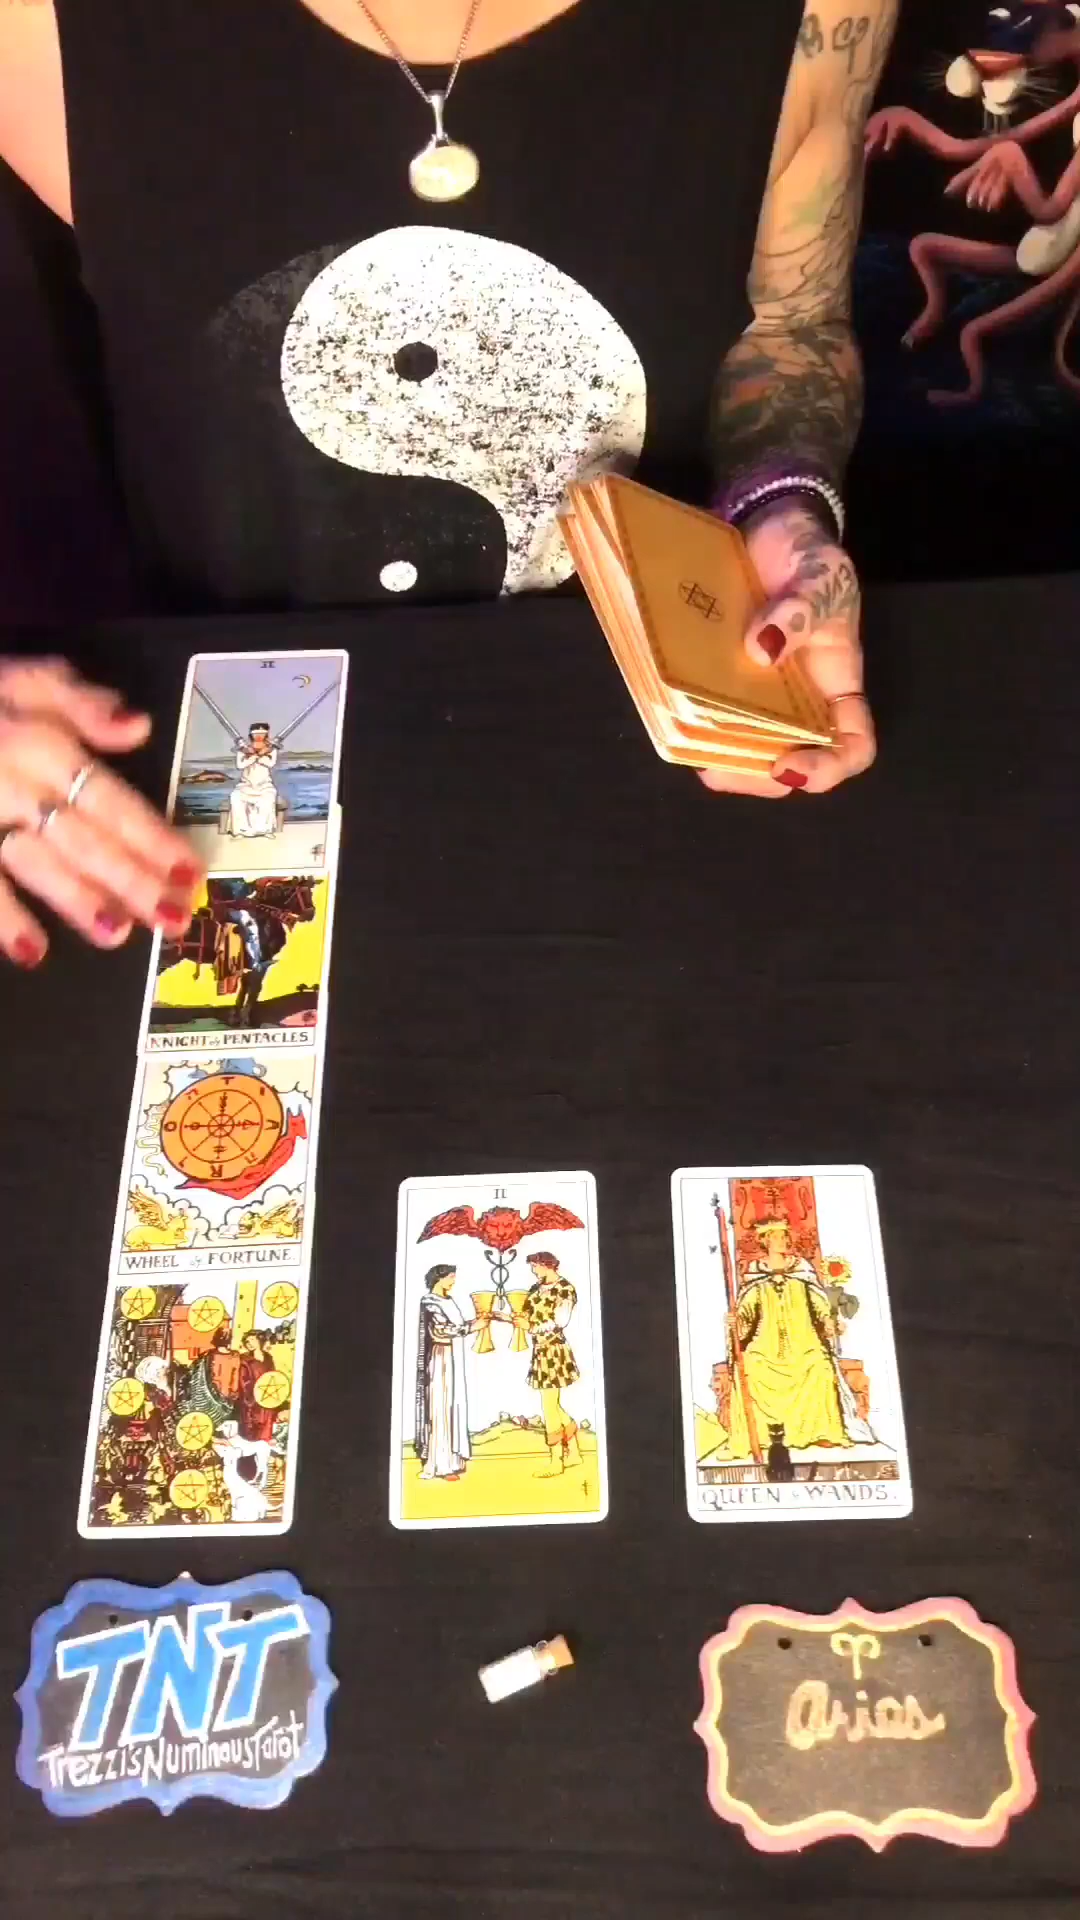 II
KNIGHT of PENTACLES
T
A
R
O
WHEEL of FORTUNE.
II
QUEEN of WANDS.
TNT
TrezzisNuminousTarot
♈
aries